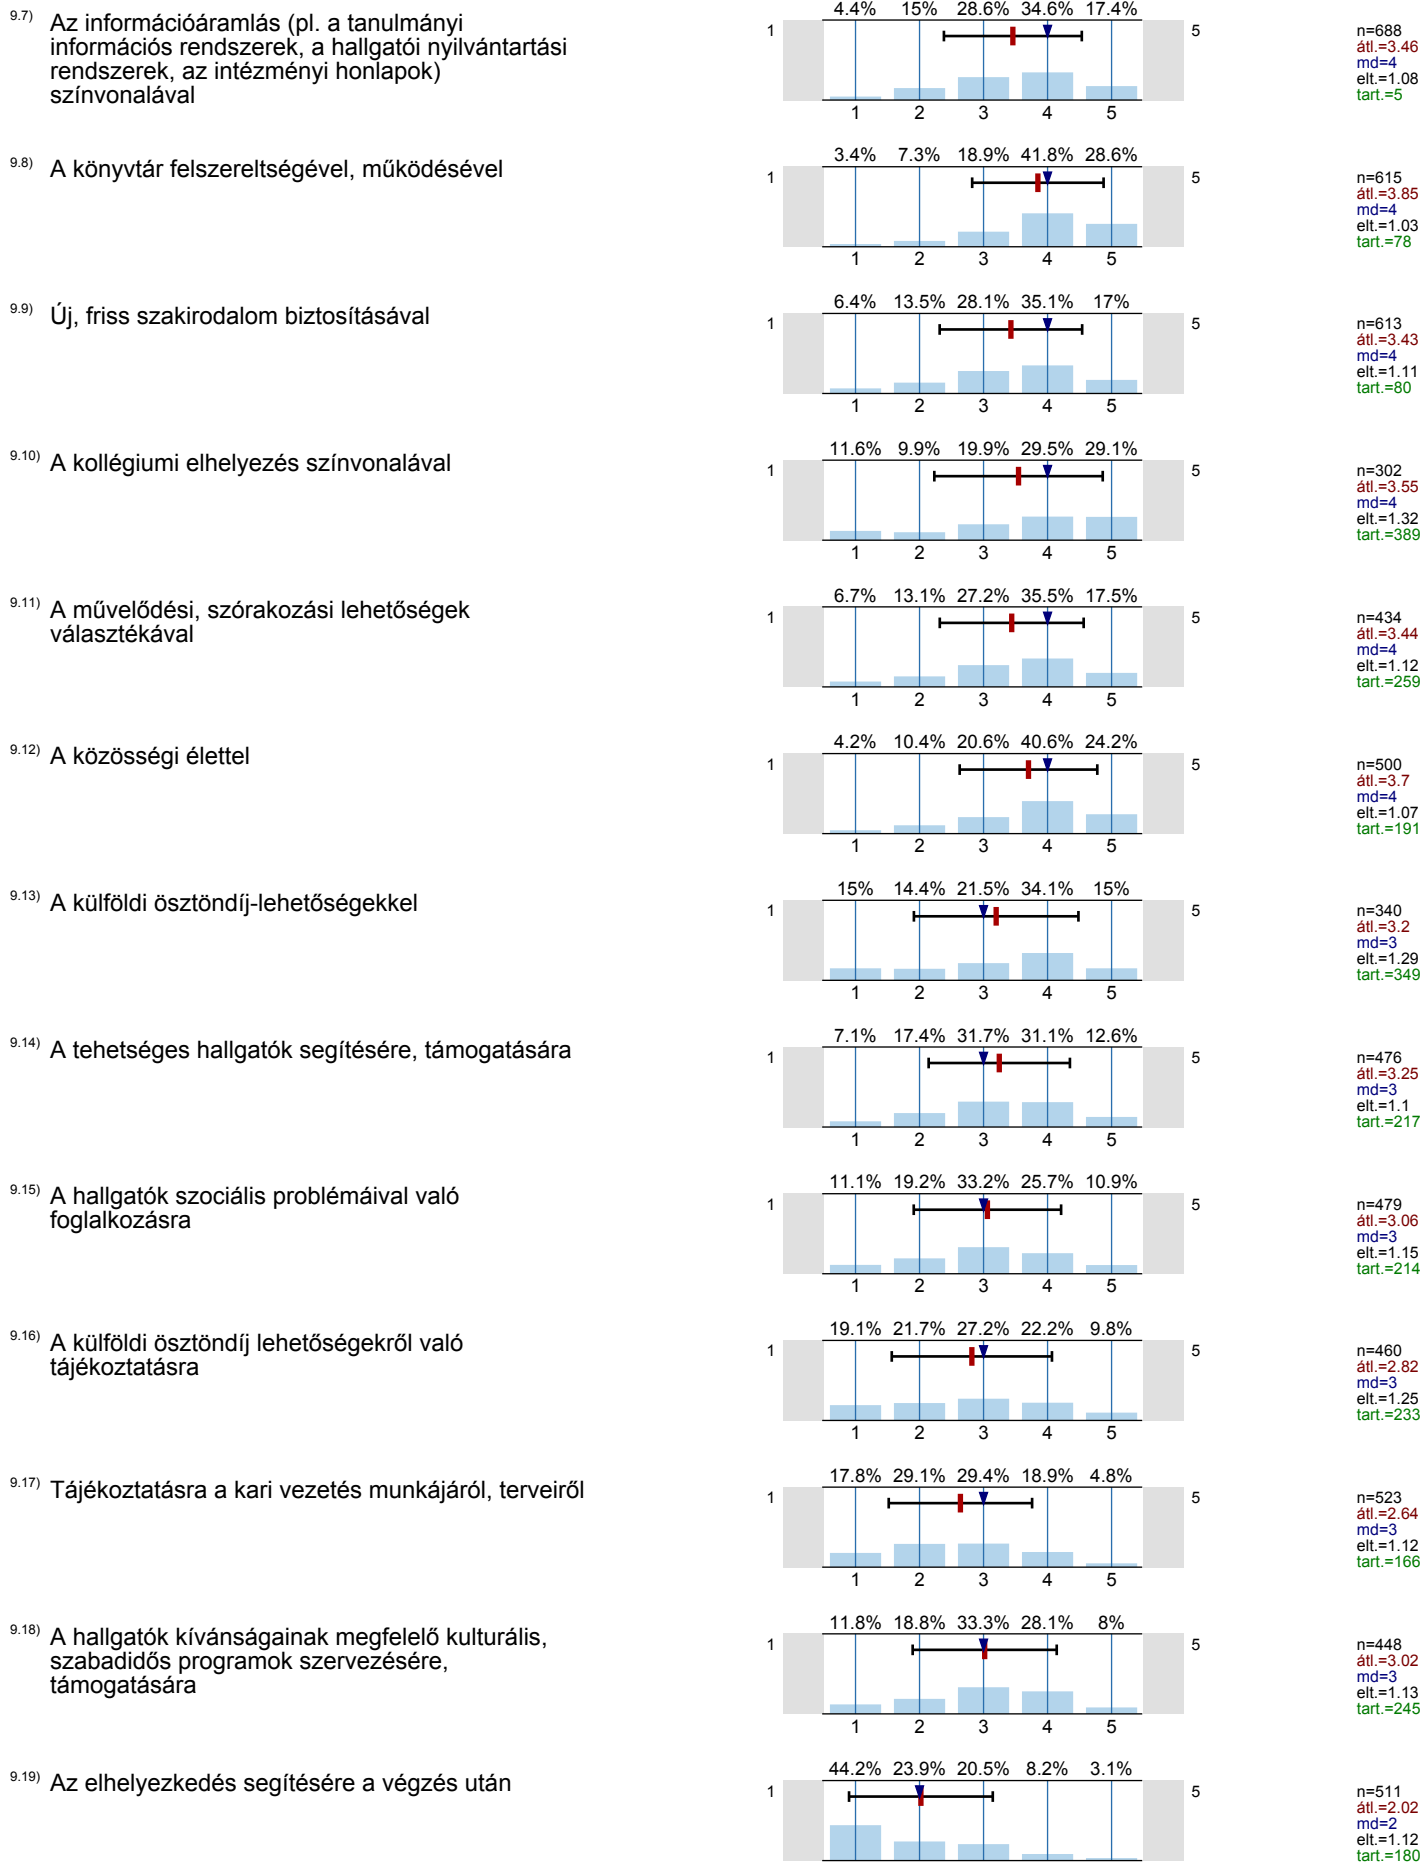 9.7) Az információáramlás (pl. a tanulmányi
információs rendszerek, a hallgatói nyilvántartási
rendszerek, az intézményi honlapok)
színvonalával
4.4% 15% 28.6% 34.6% 17.4%
1 5
1 2 3 4 5
n=688
átl.=3.46
md=4
elt.=1.08
tart.=5
9.8) A könyvtár felszereltségével, működésével
3.4% 7.3% 18.9% 41.8% 28.6%
1 5
1 2 3 4 5
n=615
átl.=3.85
md=4
elt.=1.03
tart.=78
9.9) Új, friss szakirodalom biztosításával
6.4% 13.5% 28.1% 35.1% 17%
1 5
1 2 3 4 5
n=613
átl.=3.43
md=4
elt.=1.11
tart.=80
9.10) A kollégiumi elhelyezés színvonalával
11.6% 9.9% 19.9% 29.5% 29.1%
1 5
1 2 3 4 5
n=302
átl.=3.55
md=4
elt.=1.32
tart.=389
9.11) A művelődési, szórakozási lehetőségek
választékával
6.7% 13.1% 27.2% 35.5% 17.5%
1 5
1 2 3 4 5
n=434
átl.=3.44
md=4
elt.=1.12
tart.=259
9.12) A közösségi élettel
4.2% 10.4% 20.6% 40.6% 24.2%
1 5
1 2 3 4 5
n=500
átl.=3.7
md=4
elt.=1.07
tart.=191
9.13) A külföldi ösztöndíj-lehetőségekkel
15% 14.4% 21.5% 34.1% 15%
1 5
1 2 3 4 5
n=340
átl.=3.2
md=3
elt.=1.29
tart.=349
9.14) A tehetséges hallgatók segítésére, támogatására
7.1% 17.4% 31.7% 31.1% 12.6%
1 5
1 2 3 4 5
n=476
átl.=3.25
md=3
elt.=1.1
tart.=217
9.15) A hallgatók szociális problémáival való
foglalkozásra
11.1% 19.2% 33.2% 25.7% 10.9%
1 5
1 2 3 4 5
n=479
átl.=3.06
md=3
elt.=1.15
tart.=214
9.16) A külföldi ösztöndíj lehetőségekről való
tájékoztatásra
19.1% 21.7% 27.2% 22.2% 9.8%
1 5
1 2 3 4 5
n=460
átl.=2.82
md=3
elt.=1.25
tart.=233
9.17) Tájékoztatásra a kari vezetés munkájáról, terveiről
17.8% 29.1% 29.4% 18.9% 4.8%
1 5
1 2 3 4 5
n=523
átl.=2.64
md=3
elt.=1.12
tart.=166
9.18) A hallgatók kívánságainak megfelelő kulturális,
szabadidős programok szervezésére,
támogatására
11.8% 18.8% 33.3% 28.1% 8%
1 5
1 2 3 4 5
n=448
átl.=3.02
md=3
elt.=1.13
tart.=245
9.19) Az elhelyezkedés segítésére a végzés után
44.2% 23.9% 20.5% 8.2% 3.1%
1 5
n=511
átl.=2.02
md=2
elt.=1.12
tart.=180